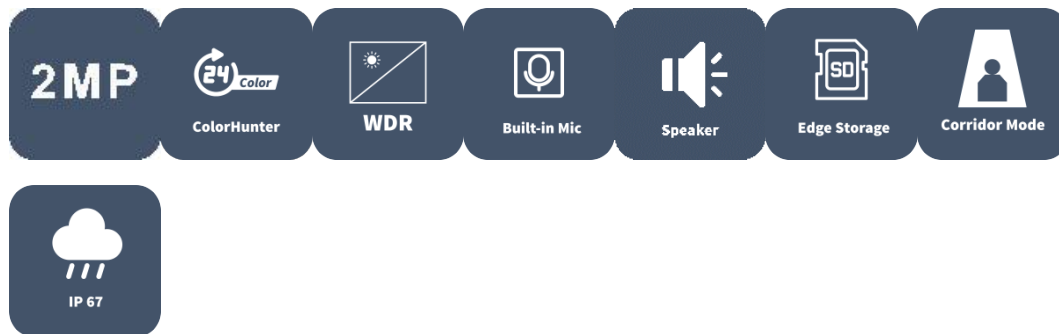 2MP
24 Color
ColorHunter
WDR
Built-in Mic
Speaker
SD
Edge Storage
Corridor Mode
IP 67